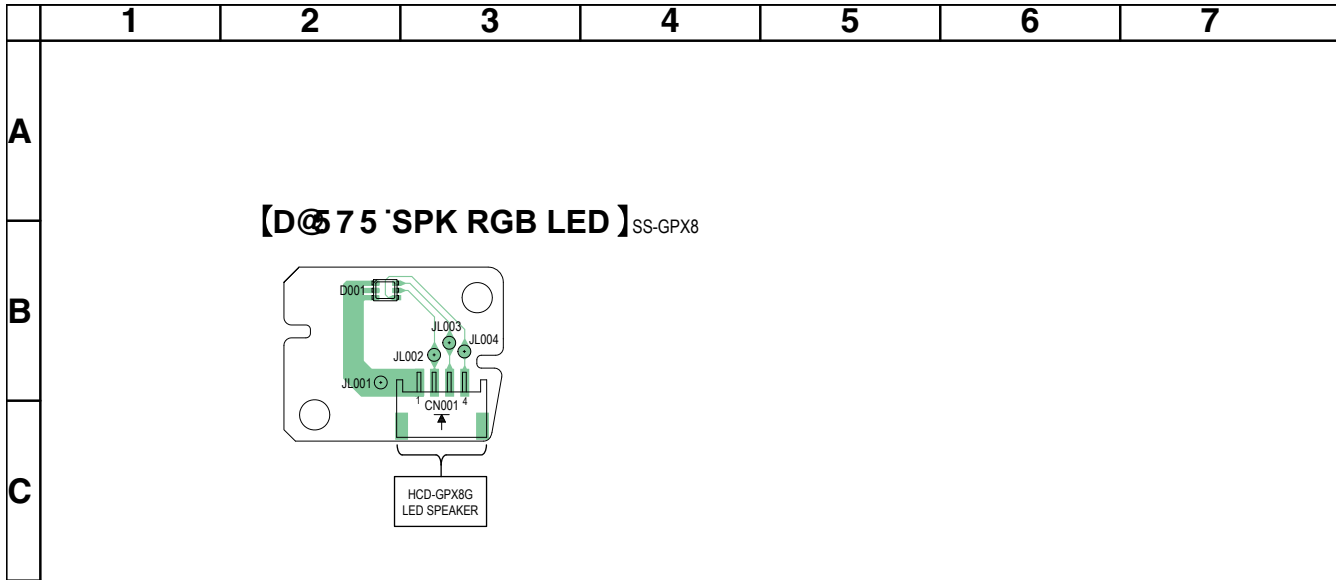 1 2 3 4 5 6 7
A
【D@575˙SPK RGB LED】SS-GPX8
B
D001
JL003
JL004
JL002
JL001
1 4
CN001
C
HCD-GPX8G
LED SPEAKER